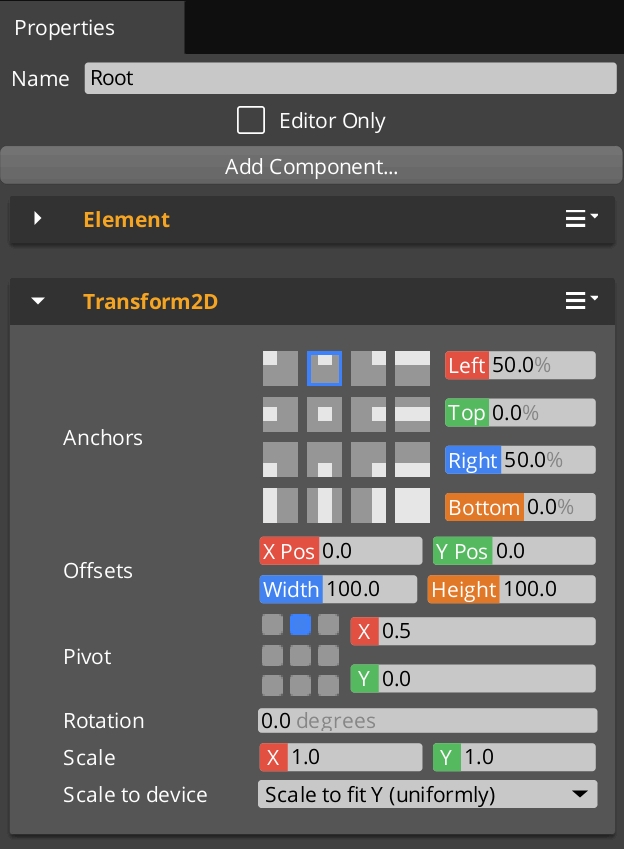 Properties
Name Root
Editor Only
Add Component...
Element
Transform2D
Anchors
Left 50.0%
Top 0.0%
Right 50.0%
Bottom 0.0%
Offsets
X Pos 0.0 Y Pos 0.0
Width 100.0 Height 100.0
Pivot
X 0.5
Y 0.0
Rotation 0.0 degrees
Scale X 1.0 Y 1.0
Scale to device Scale to fit Y (uniformly)